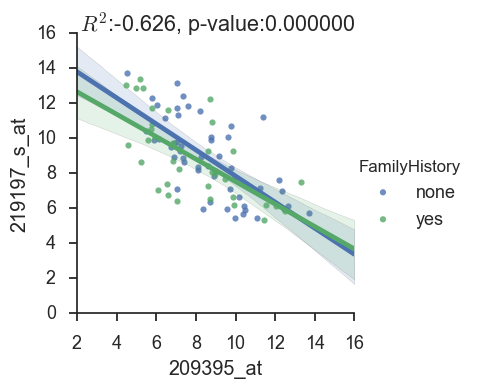 R²:-0.626, p-value:0.000000
16
14
12
10
8
6
4
2
0
219197_s_at
2 4 6 8 10 12 14 16
209395_at
FamilyHistory
none
yes